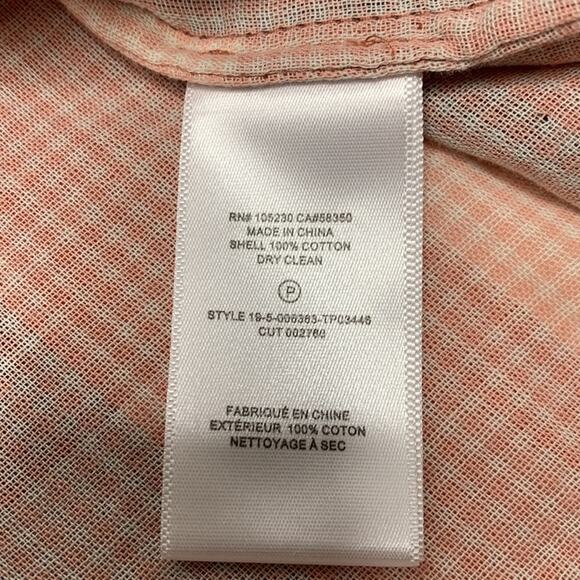 RN# 105230 CA#58350
MADE IN CHINA
SHELL 100% COTTON
DRY CLEAN
P
STYLE 19-5-006363-TP03446
CUT 002760
FABRIQUÉ EN CHINE
EXTÉRIEUR 100% COTON
NETTOYAGE À SEC